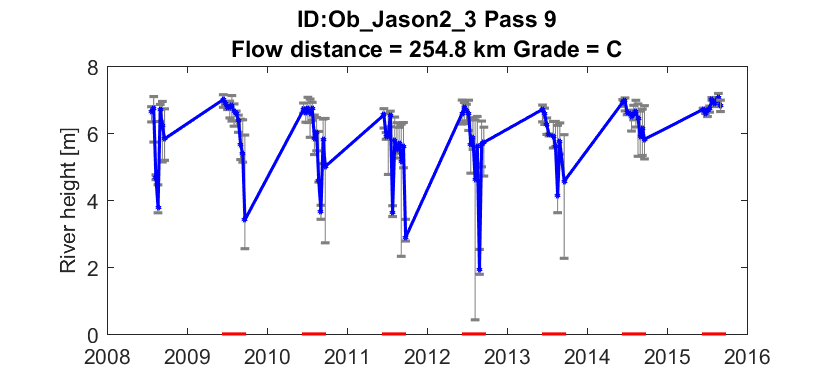 ID:Ob_Jason2_3 Pass 9
Flow distance = 254.8 km Grade = C
8
6
4
2
0
River height [m]
2008 2009 2010 2011 2012 2013 2014 2015 2016